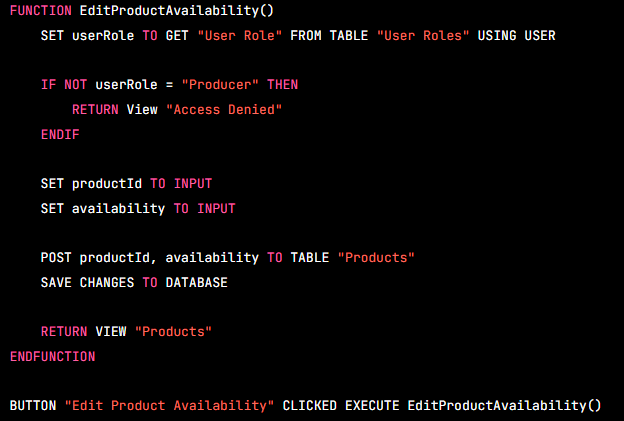 FUNCTION EditProductAvailability()
SET userRole TO GET "User Role" FROM TABLE "User Roles" USING USER
IF NOT userRole = "Producer" THEN
RETURN View "Access Denied"
ENDIF
SET productId TO INPUT
SET availability TO INPUT
POST productId, availability TO TABLE "Products"
SAVE CHANGES TO DATABASE
RETURN VIEW "Products"
ENDFUNCTION
BUTTON "Edit Product Availability" CLICKED EXECUTE EditProductAvailability()